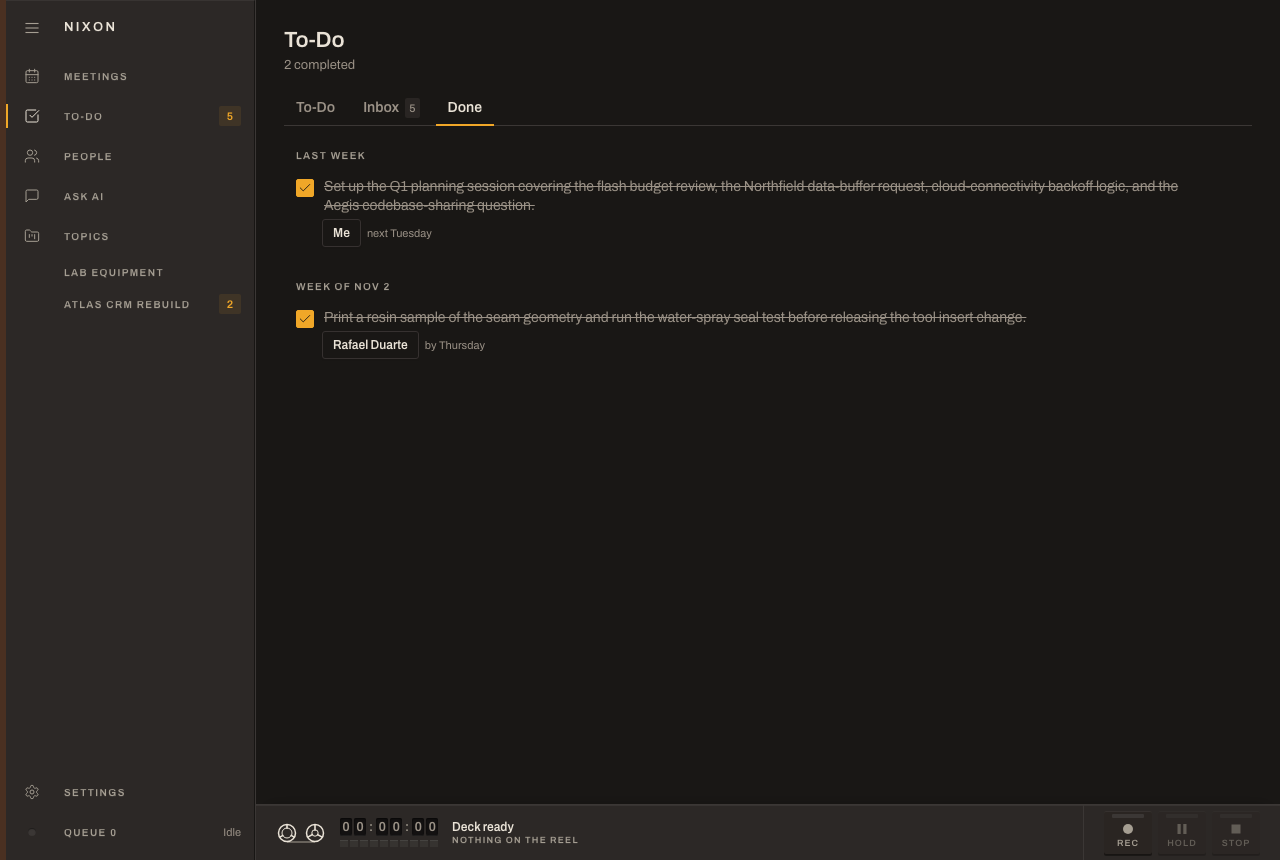 NIXON
MEETINGS
TO-DO 5
PEOPLE
ASK AI
TOPICS
LAB EQUIPMENT
ATLAS CRM REBUILD 2
SETTINGS
QUEUE 0 Idle
To-Do
2 completed
To-Do Inbox 5 Done
LAST WEEK
Set up the Q1 planning session covering the flash budget review, the Northfield data-buffer request, cloud-connectivity backoff logic, and the
Aegis codebase-sharing question.
Me next Tuesday
WEEK OF NOV 2
Print a resin sample of the seam geometry and run the water-spray seal test before releasing the tool insert change.
Rafael Duarte by Thursday
00:00:00
Deck ready
NOTHING ON THE REEL
REC HOLD STOP